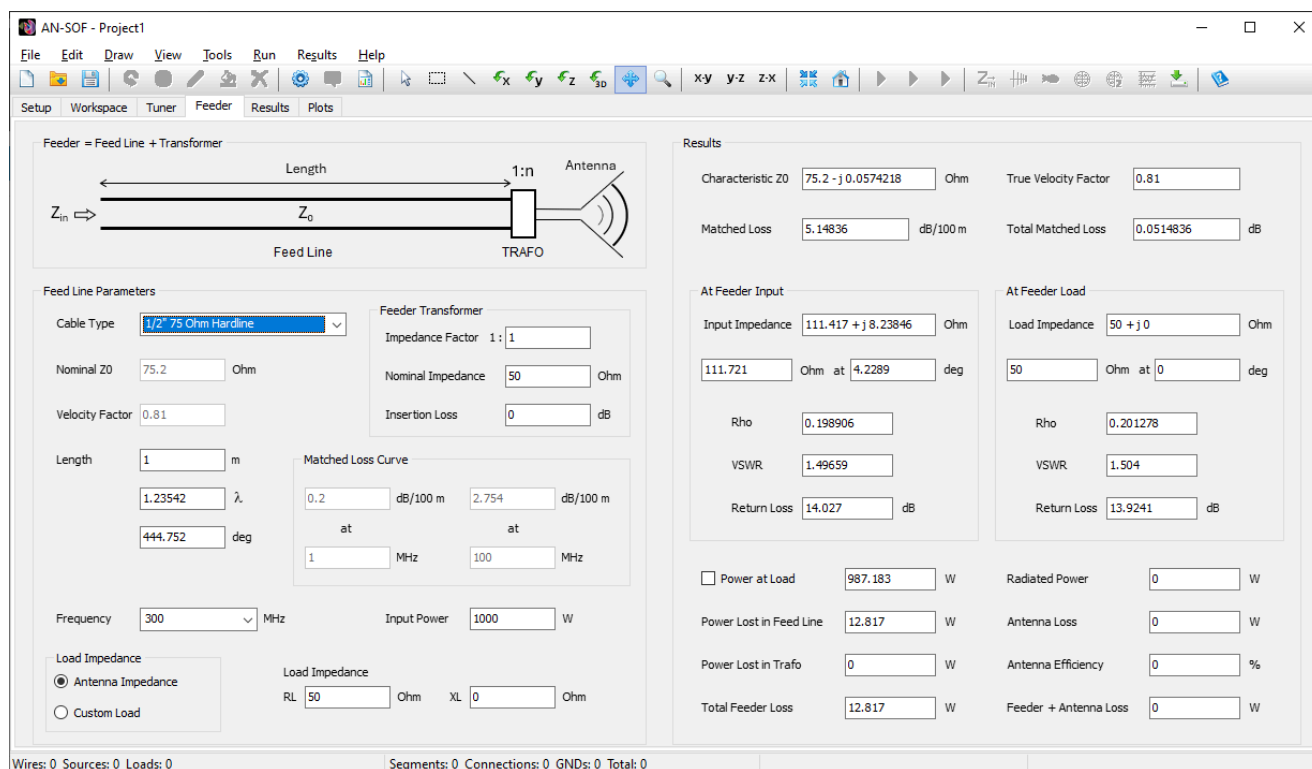 AN-SOF - Project1
File Edit Draw View Tools Run Results Help
x y z 3D x-y y-z z-x
Setup Workspace Tuner Feeder Results Plots
Feeder = Feed Line + Transformer
Length 1:n Antenna
Zin Z0
Feed Line TRAFO
Feed Line Parameters
Cable Type 1/2" 75 Ohm Hardline
Nominal Z0 75.2 Ohm
Velocity Factor 0.81
Feeder Transformer
Impedance Factor 1 : 1
Nominal Impedance 50 Ohm
Insertion Loss 0 dB
Length 1 m
1.23542 λ
444.752 deg
Matched Loss Curve
0.2 dB/100 m 2.754 dB/100 m
at at
1 MHz 100 MHz
Frequency 300 MHz Input Power 1000 W
Load Impedance
Antenna Impedance
Custom Load
Load Impedance
RL 50 Ohm XL 0 Ohm
Results
Characteristic Z0 75.2 - j 0.0574218 Ohm True Velocity Factor 0.81
Matched Loss 5.14836 dB/100 m Total Matched Loss 0.0514836 dB
At Feeder Input
Input Impedance 111.417 + j 8.23846 Ohm
111.721 Ohm at 4.2289 deg
Rho 0.198906
VSWR 1.49659
Return Loss 14.027 dB
At Feeder Load
Load Impedance 50 + j 0 Ohm
50 Ohm at 0 deg
Rho 0.201278
VSWR 1.504
Return Loss 13.9241 dB
Power at Load 987.183 W Radiated Power 0 W
Power Lost in Feed Line 12.817 W Antenna Loss 0 W
Power Lost in Trafo 0 W Antenna Efficiency 0 %
Total Feeder Loss 12.817 W Feeder + Antenna Loss 0 W
Wires: 0 Sources: 0 Loads: 0 Segments: 0 Connections: 0 GNDs: 0 Total: 0